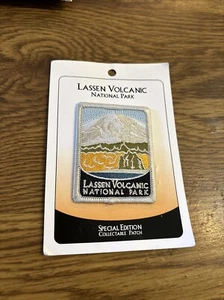 LASSEN VOLCANIC
NATIONAL PARK
LASSEN VOLCANIC
NATIONAL PARK
SPECIAL EDITION
COLLECTABLE PATCH